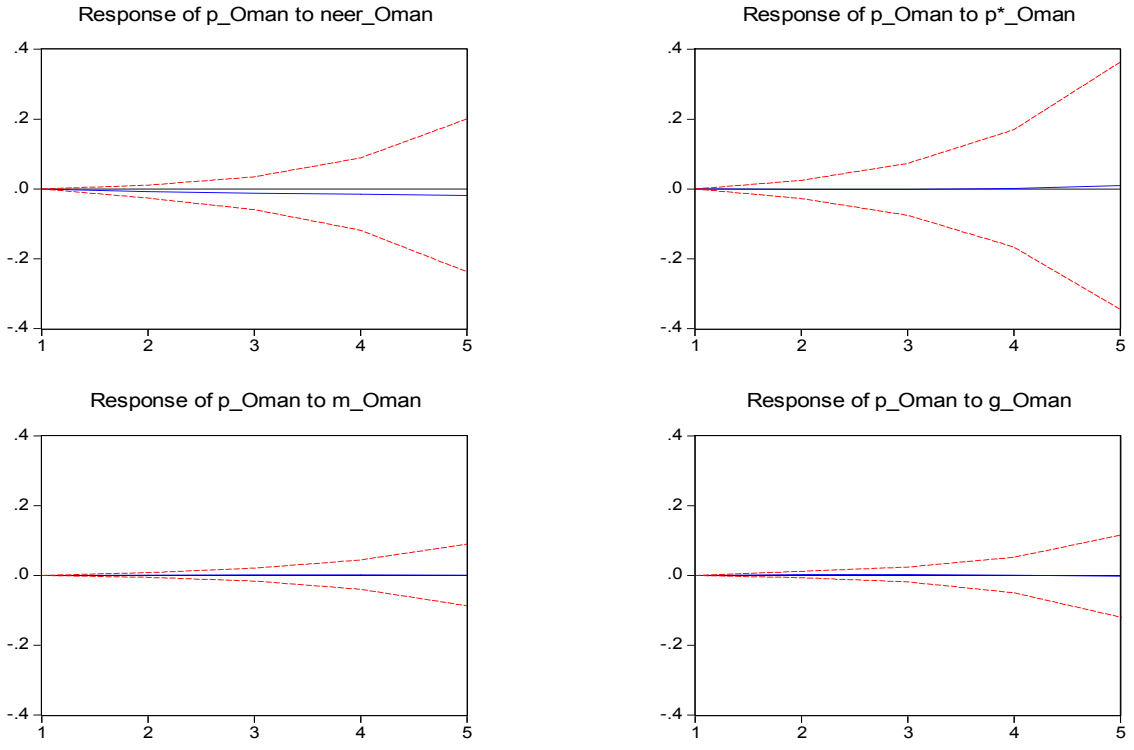 Response of p_Oman to neer_Oman
.4
.2
.0
-.2
-.4
1 2 3 4 5
Response of p_Oman to p*_Oman
.4
.2
.0
-.2
-.4
1 2 3 4 5
Response of p_Oman to m_Oman
.4
.2
.0
-.2
-.4
1 2 3 4 5
Response of p_Oman to g_Oman
.4
.2
.0
-.2
-.4
1 2 3 4 5